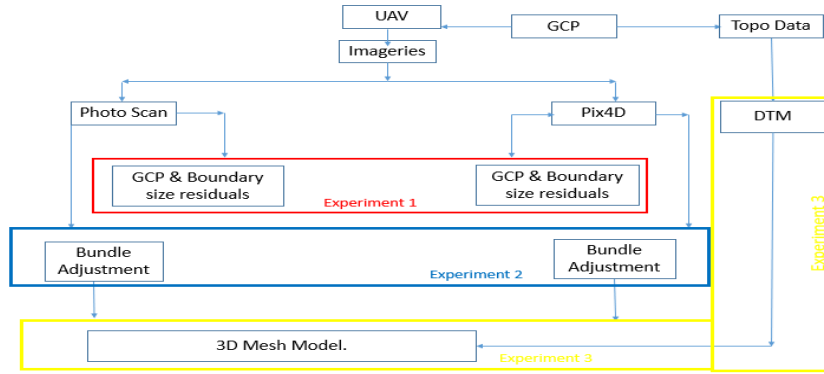 UAV
GCP
Topo Data
Imageries
Photo Scan
Pix4D
DTM
GCP & Boundary
size residuals
GCP & Boundary
size residuals
Experiment 1
Experiment 3
Bundle
Adjustment
Experiment 2
Bundle
Adjustment
3D Mesh Model.
Experiment 3